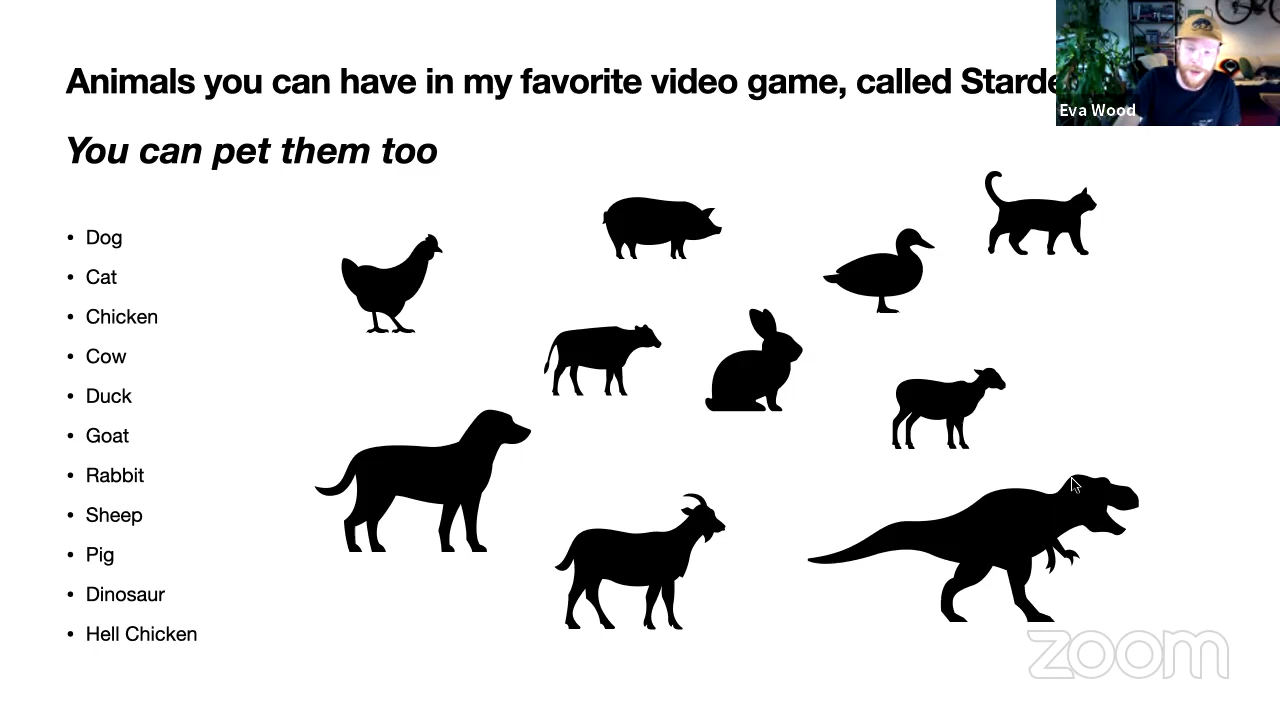 Animals you can have in my favorite video game, called Starde
Eva Wood
You can pet them too
• Dog
• Cat
• Chicken
• Cow
• Duck
• Goat
• Rabbit
• Sheep
• Pig
• Dinosaur
• Hell Chicken
zoom